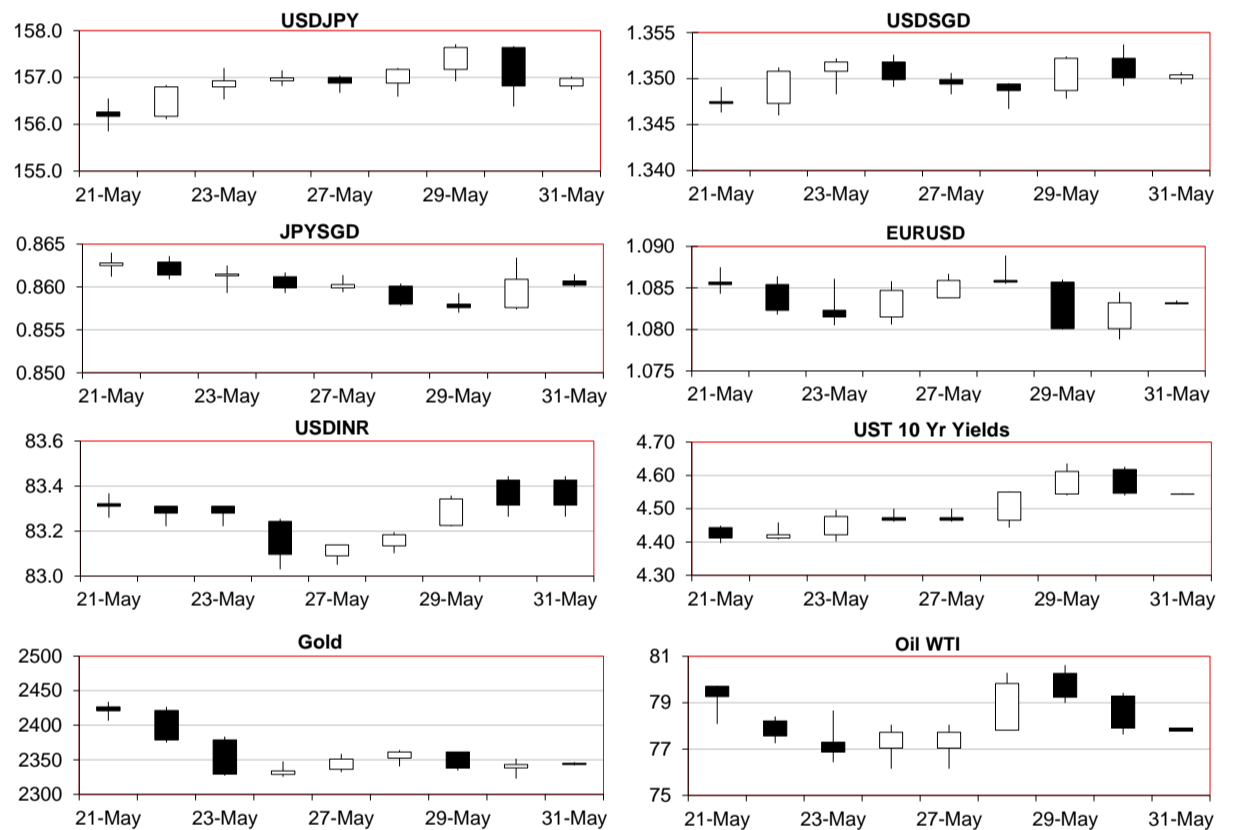 USDJPY
158.0
157.0
156.0
155.0
21-May 23-May 27-May 29-May 31-May
USDSGD
1.355
1.350
1.345
1.340
21-May 23-May 27-May 29-May 31-May
JPYSGD
0.865
0.860
0.855
0.850
21-May 23-May 27-May 29-May 31-May
EURUSD
1.090
1.085
1.080
1.075
21-May 23-May 27-May 29-May 31-May
USDINR
83.6
83.4
83.2
83.0
21-May 23-May 27-May 29-May 31-May
UST 10 Yr Yields
4.70
4.60
4.50
4.40
4.30
21-May 23-May 27-May 29-May 31-May
Gold
2500
2450
2400
2350
2300
21-May 23-May 27-May 29-May 31-May
Oil WTI
81
79
77
75
21-May 23-May 27-May 29-May 31-May